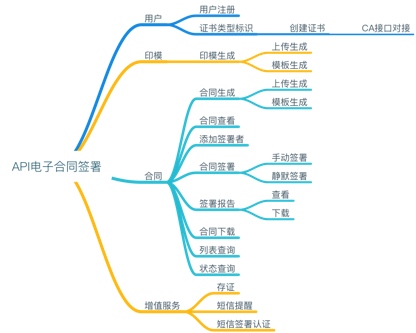 API电子合同签署
用户
用户注册
证书类型标识
创建证书
CA接口对接
印模
印模生成
上传生成
模板生成
合同
合同生成
上传生成
模板生成
合同查看
添加签署者
合同签署
手动签署
静默签署
签署报告
查看
下载
合同下载
列表查询
状态查询
增值服务
存证
短信提醒
短信签署认证